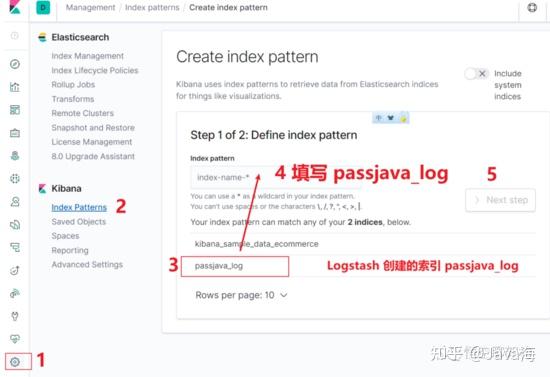 D Management / Index patterns / Create index pattern
Elasticsearch
Index Management
Index Lifecycle Policies
Rollup Jobs
Transforms
Remote Clusters
Snapshot and Restore
License Management
8.0 Upgrade Assistant
Kibana
Index Patterns 2
Saved Objects
Spaces
Reporting
Advanced Settings
1
Create index pattern
Kibana uses index patterns to retrieve data from Elasticsearch indices
for things like visualizations.
Include
system
indices
中
Step 1 of 2: Define index pattern
Index pattern
index-name-*
4 填写 passjava_log
5
Next step
You can use a * as a wildcard in your index pattern.
You can't use spaces or the characters \, /, ?, ", <, >, |.
Your index pattern can match any of your 2 indices, below.
kibana_sample_data_ecommerce
3 passjava_log
Logstash 创建的索引 passjava_log
Rows per page: 10
知乎 @Java海